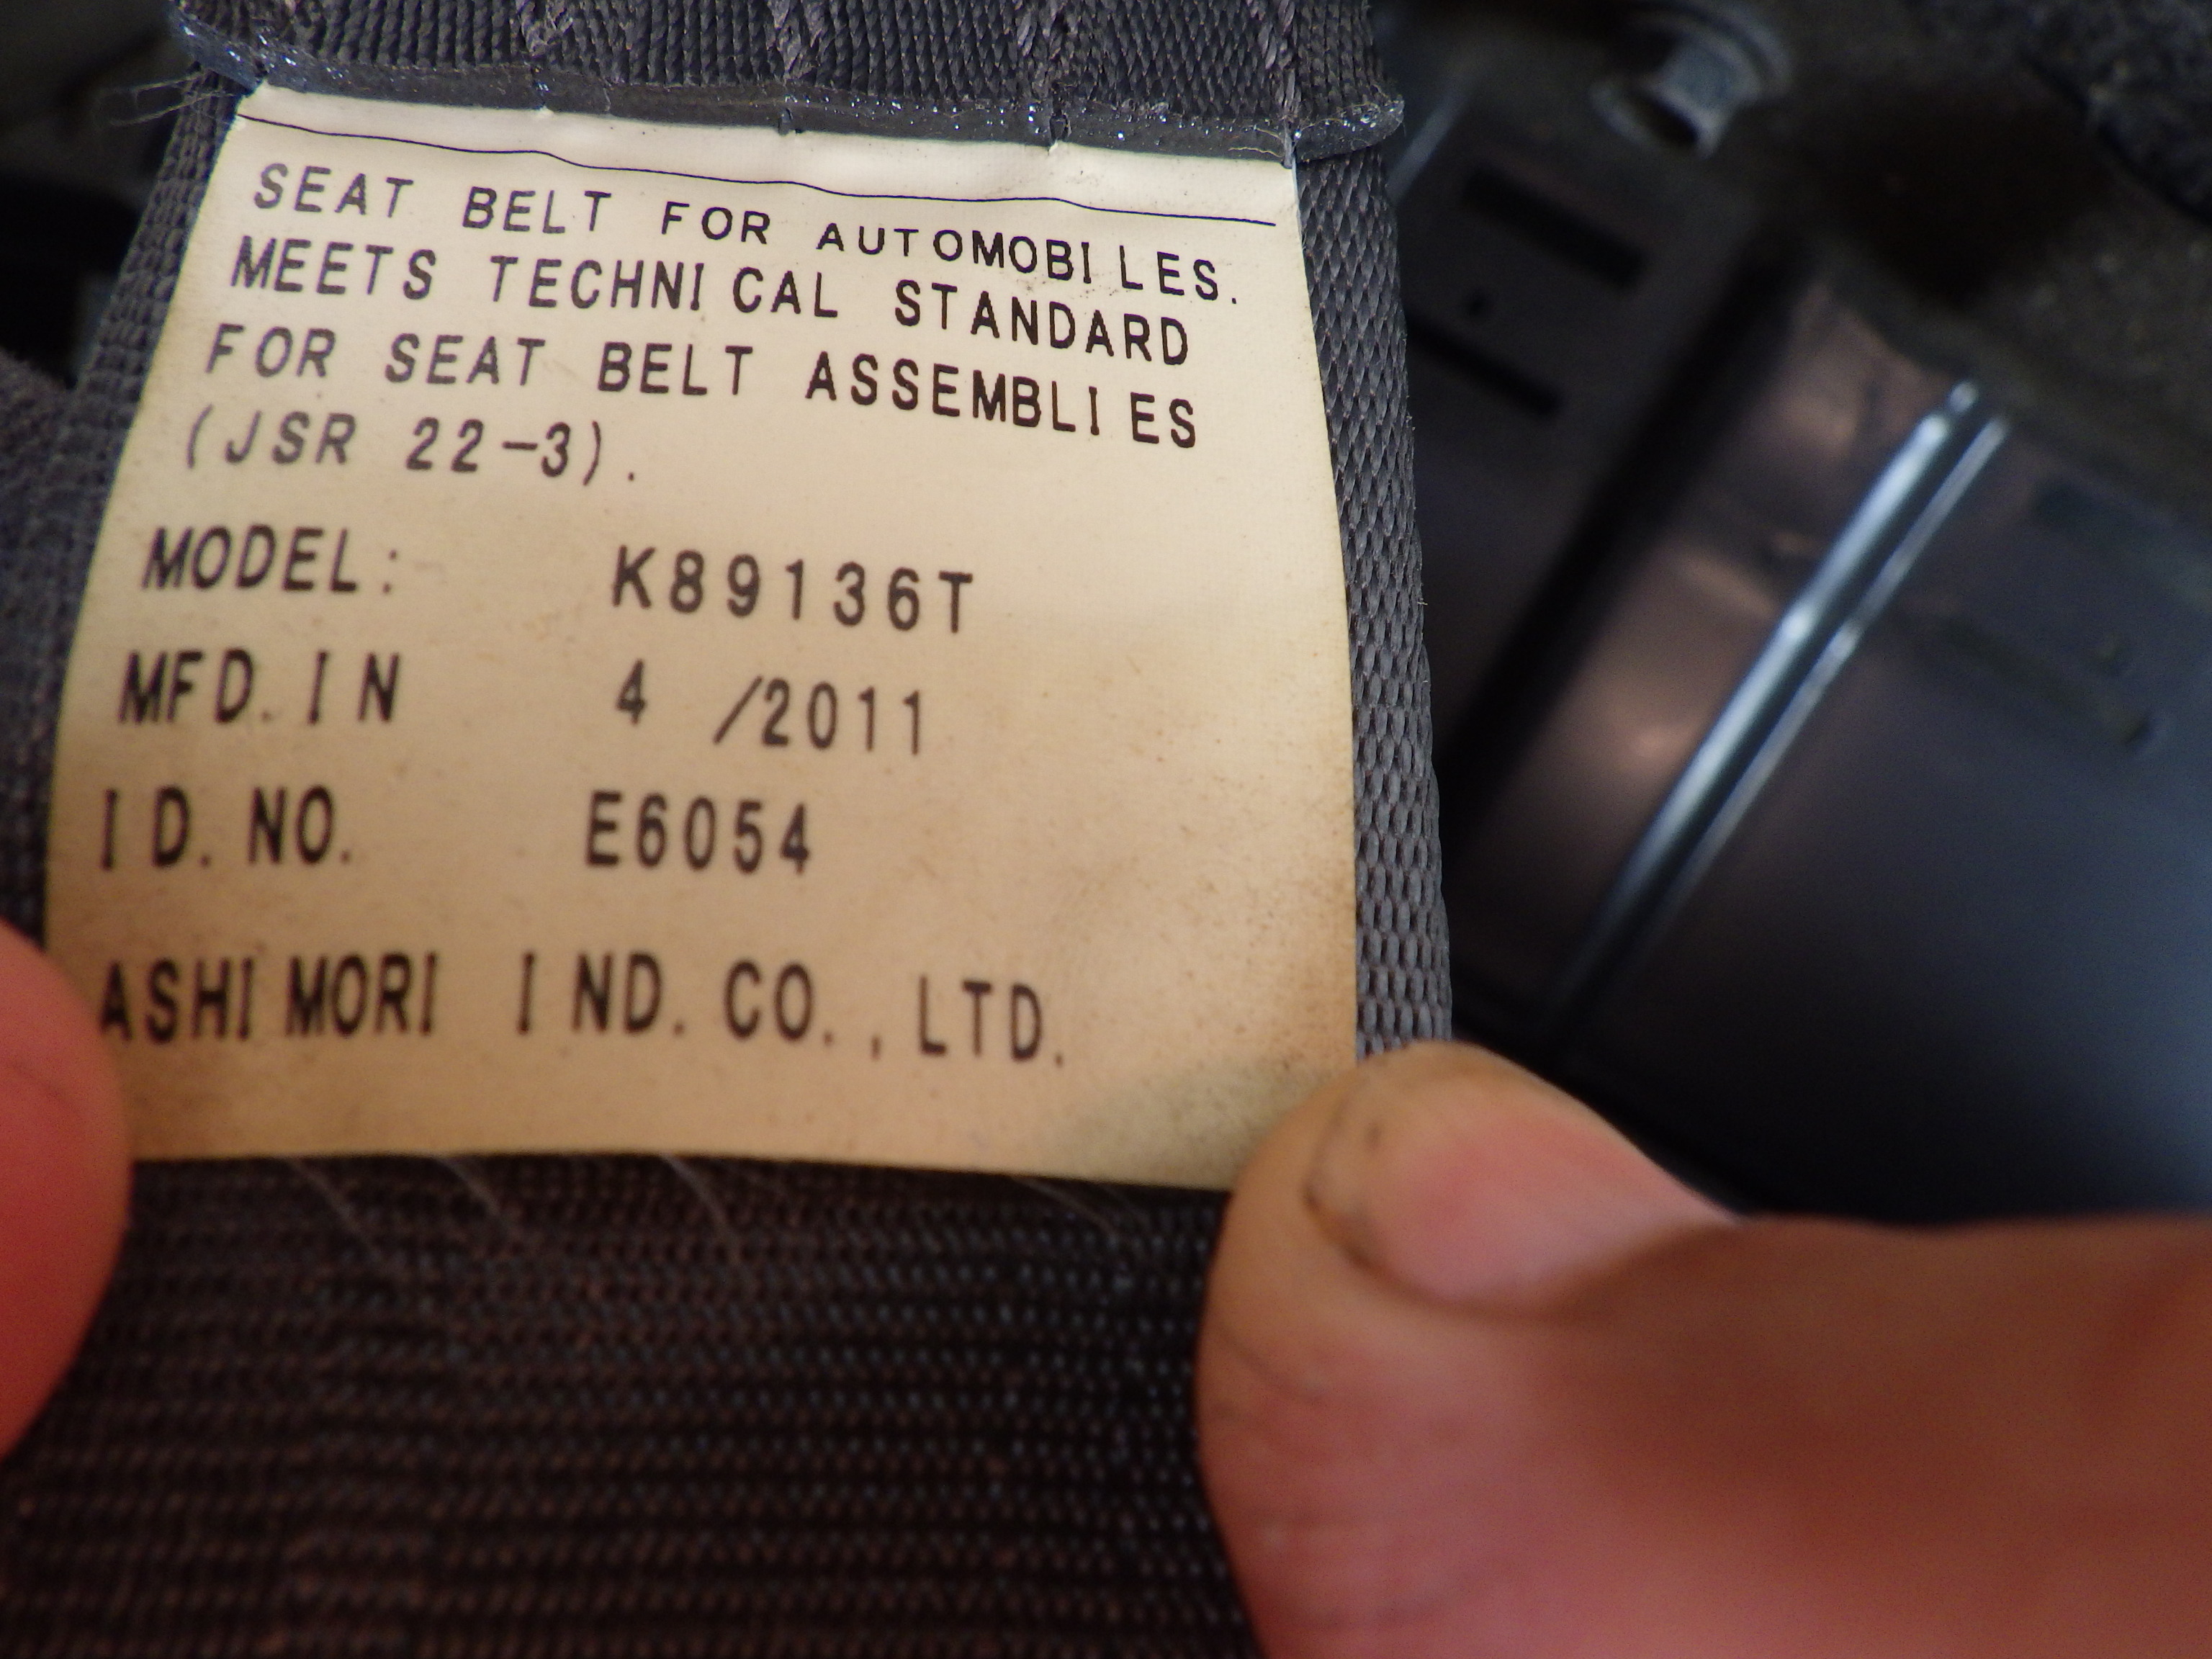 SEAT BELT FOR AUTOMOBILES.
MEETS TECHNICAL STANDARD
FOR SEAT BELT ASSEMBLIES
(JSR 22-3).
MODEL: K89136T
MFD. IN 4 /2011
ID. NO. E6054
ASHIMORI IND. CO., LTD.